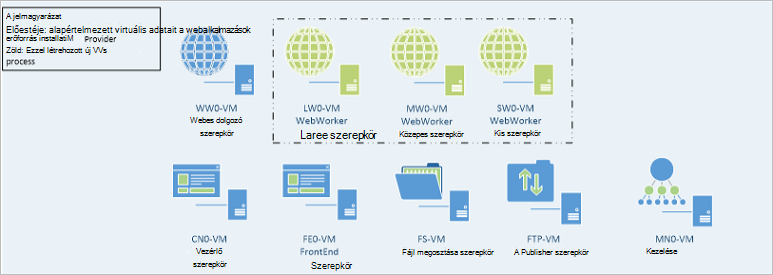 A jelmagyarázat
Előestéje: alapértelmezett virtuális adatait a webalkalmazások
erőforrás installatiM Provider
Zöld: Ezzel létrehozott új VVs
process
WW0-VM
Webes dolgozó
szerepkör
LW0-VM
WebWorker
Laree szerepkör
MW0-VM
WebWorker
Közepes szerepkör
SW0-VM
WebWorker
Kis szerepkör
CN0-VM
Vezérlő
szerepkör
FE0-VM
FrontEnd
Szerepkör
FS-VM
Fájl megosztása szerepkör
FTP-VM
A Publisher szerepkör
MN0-VM
Kezelése